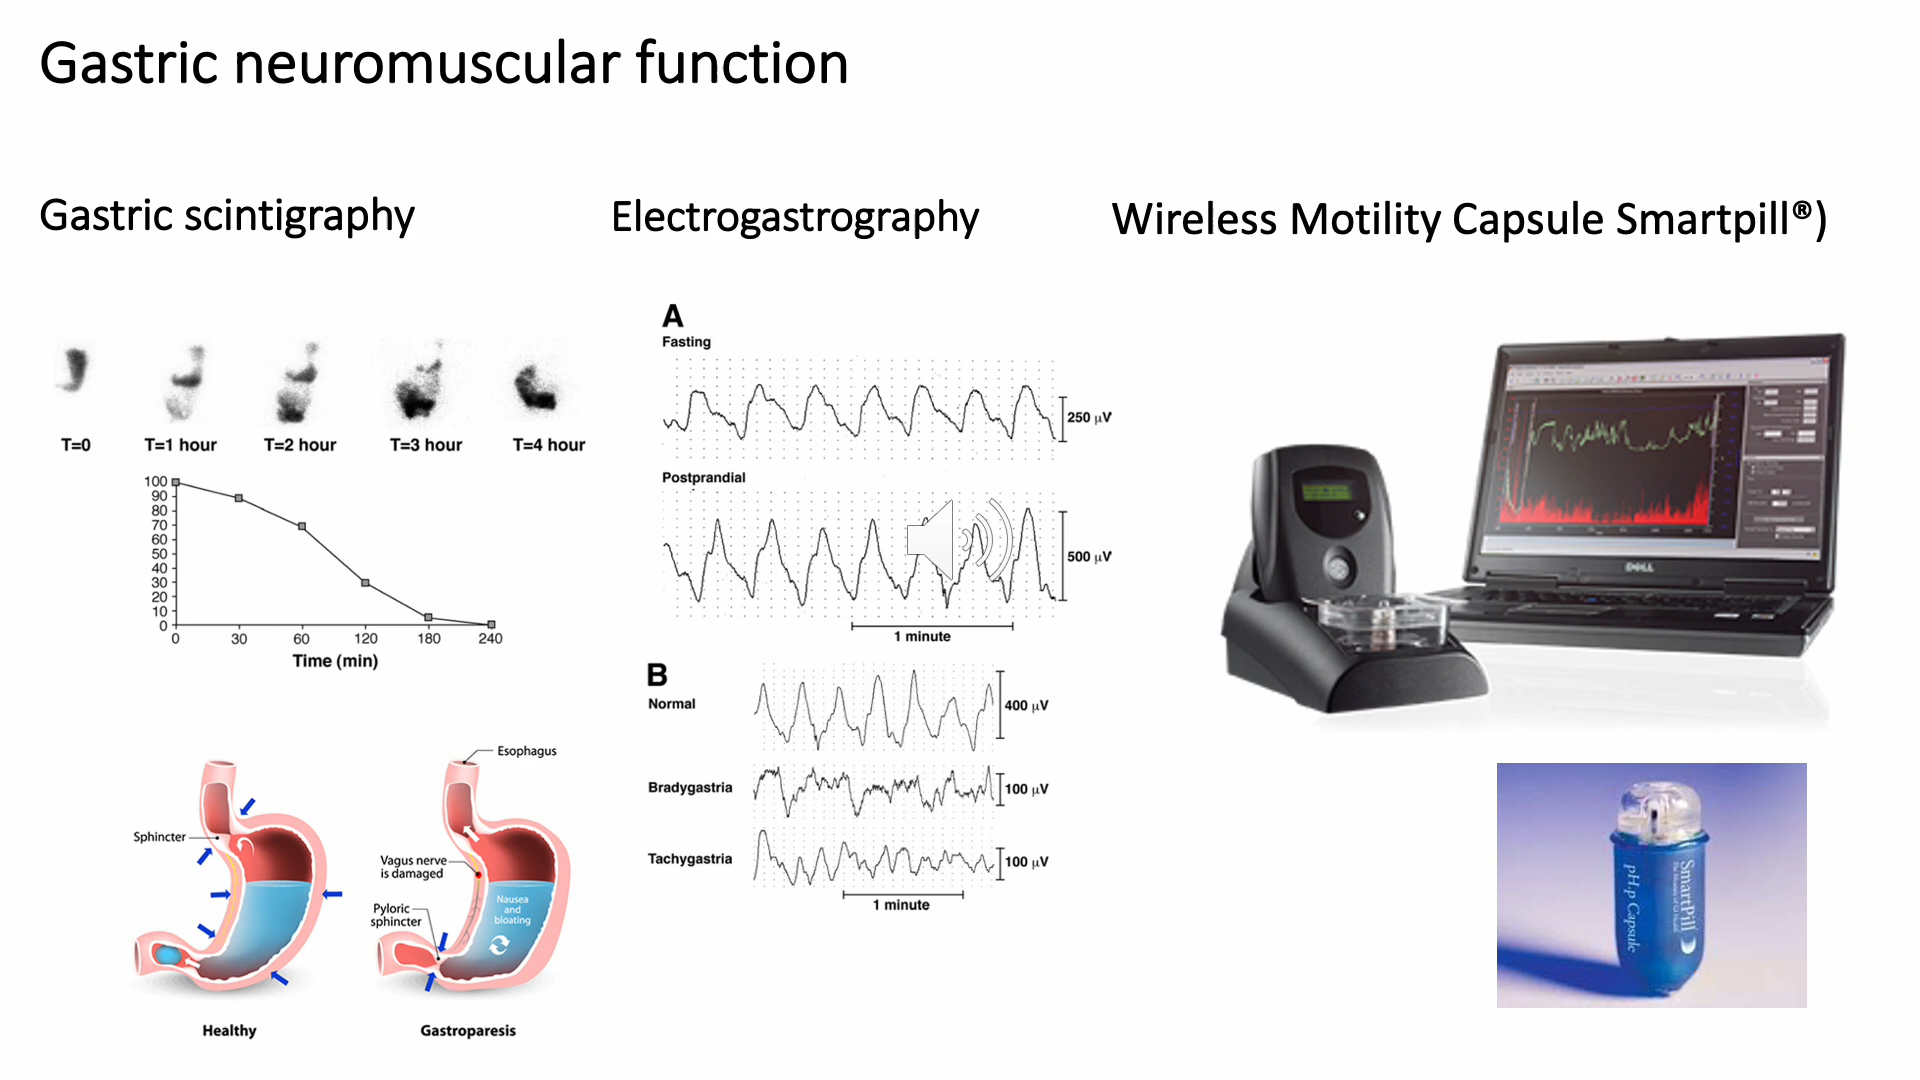 Gastric neuromuscular function
Gastric scintigraphy
T=0
T=1 hour
T=2 hour
T=3 hour
T=4 hour
100
90
80
70
60
50
40
30
20
10
0
0
30
60
120
180
240
Time (min)
Esophagus
Sphincter
Vagus nerve
is damaged
Pyloric
sphincter
Nausea
and
bloating
Healthy
Gastroparesis
Electrogastrography
A
Fasting
250 µV
Postprandial
500 µV
1 minute
B
Normal
400 µV
Bradygastria
100 µV
Tachygastria
100 µV
1 minute
Wireless Motility Capsule Smartpill®)
DELL
SmartPill
pH.p Capsule